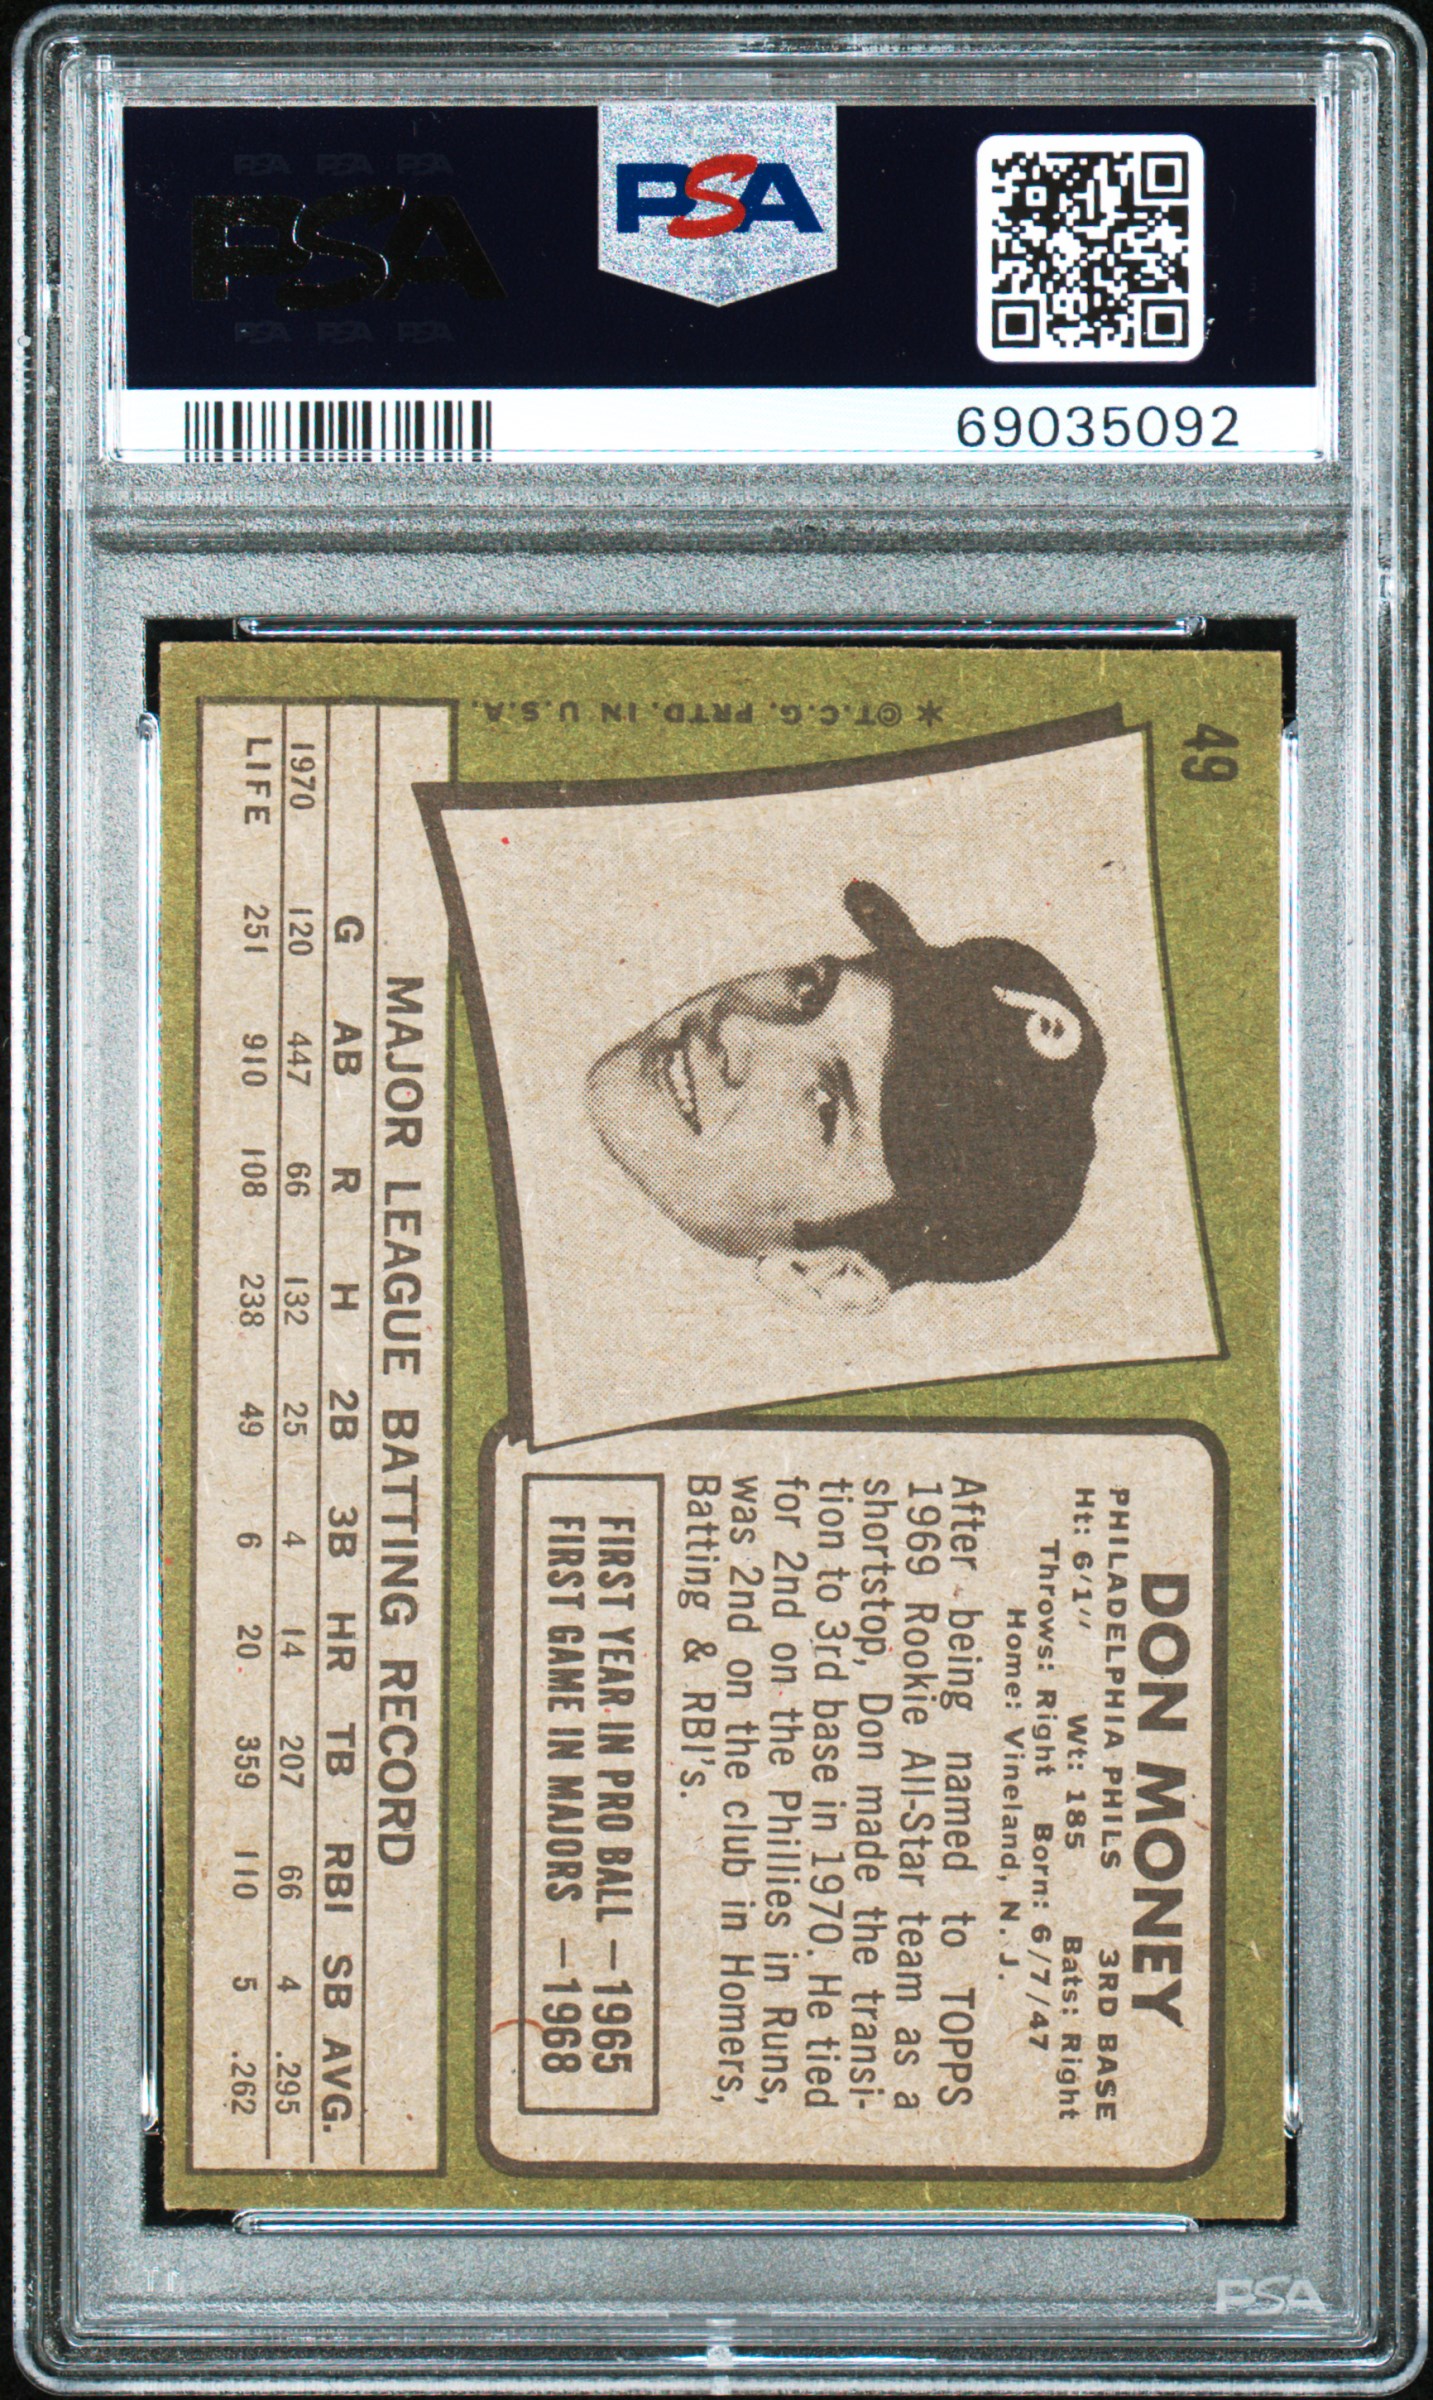 PSA PSA PSA
PSA
PSA PSA PSA
PSA
69035092
49
* ©T.C.G. PRTD. IN U.S.A.
P
DON MONEY
PHILADELPHIA PHILS 3RD BASE
Ht: 6'1" Wt: 185 Bats: Right
Throws: Right Born: 6/7/47
Home: Vineland, N.J.
After being named to TOPPS
1969 Rookie All-Star team as a
shortstop, Don made the transi-
tion to 3rd base in 1970. He tied
for 2nd on the Phillies in Runs,
was 2nd on the club in Homers,
Batting & RBI's.
FIRST YEAR IN PRO BALL —1965
FIRST GAME IN MAJORS —1968
MAJOR LEAGUE BATTING RECORD
G AB R H 2B 3B HR TB RBI SB AVG.
1970 120 447 66 132 25 4 14 207 66 4 .295
LIFE 251 910 108 238 49 6 20 359 110 5 .262
PSA